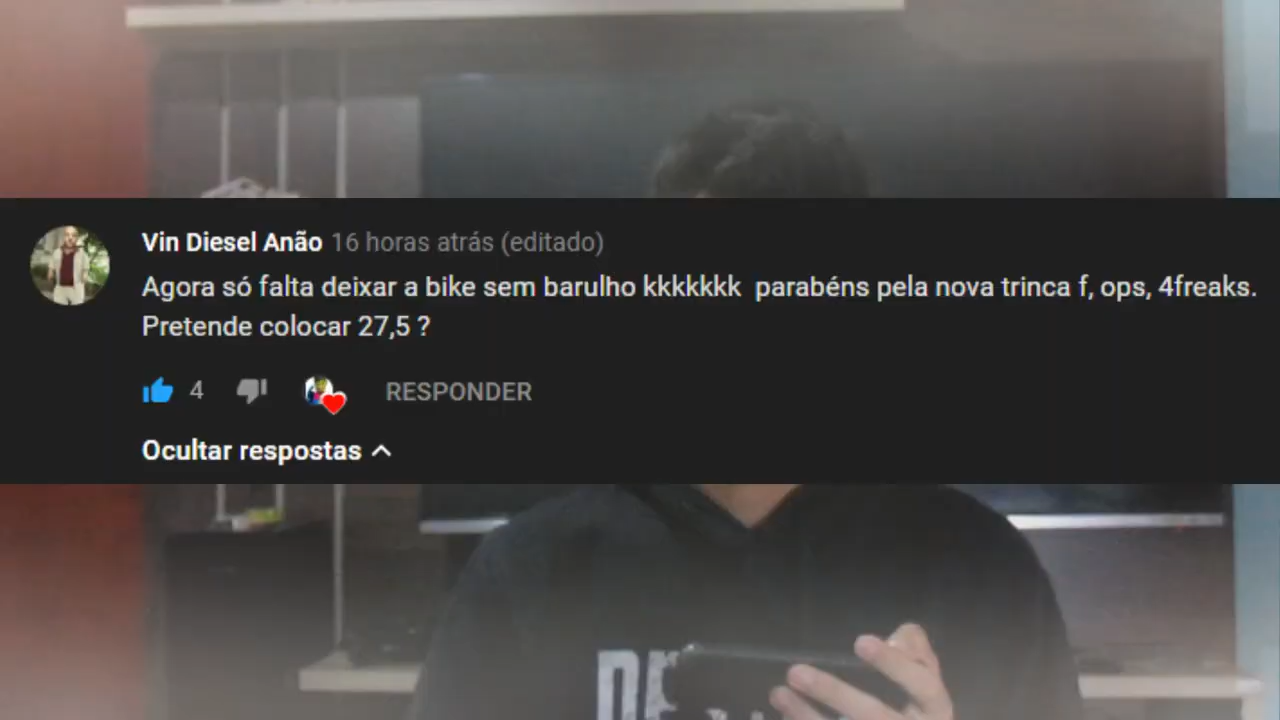 Vin Diesel Anão 16 horas atrás (editado)
Agora só falta deixar a bike sem barulho kkkkkkk parabéns pela nova trinca f, ops, 4freaks.
Pretende colocar 27,5 ?
4
RESPONDER
Ocultar respostas